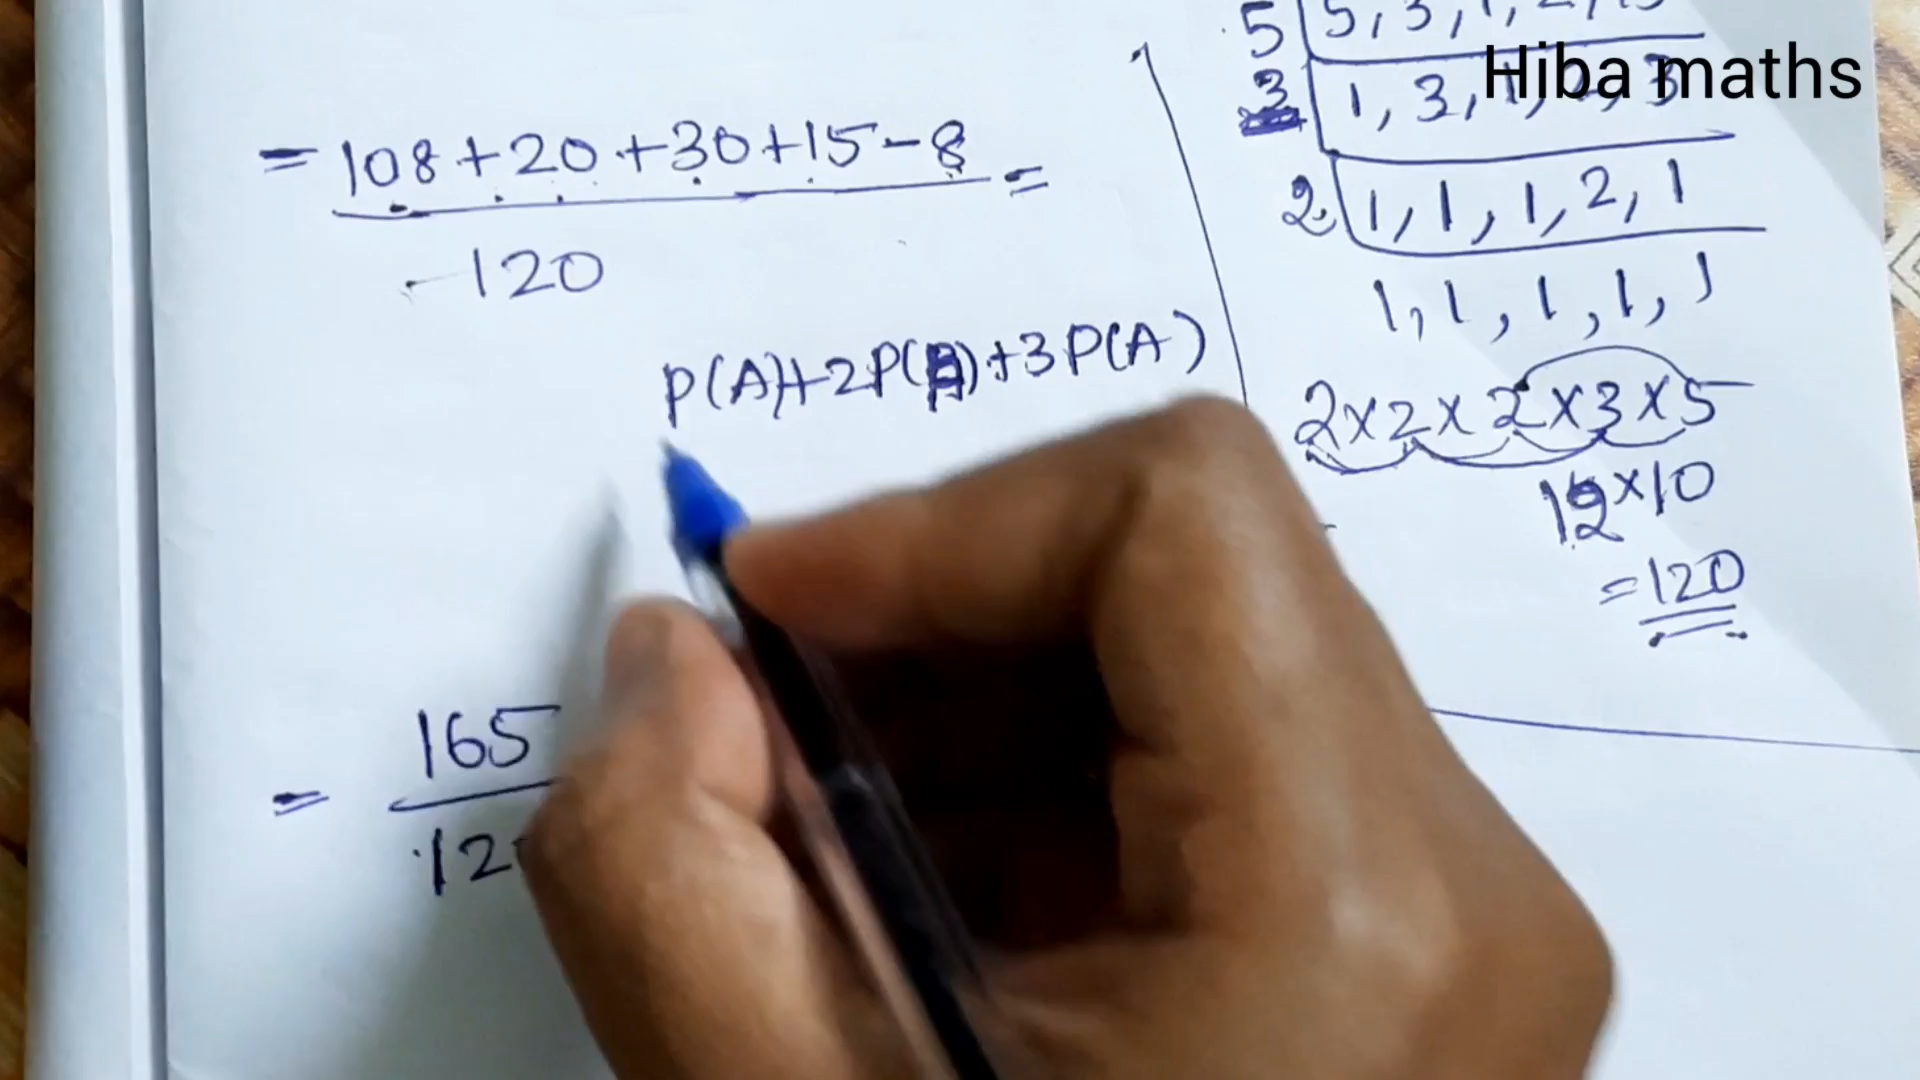 = 108 + 20 + 30 + 15 - 8 =
120
P(A) + 2P(B) + 3P(A)
= 165
12
Hiba maths
5 | 5, 3, 1, 2, 15
3 | 1, 3, 1, 2, 3
2 | 1, 1, 1, 2, 1
1, 1, 1, 1, 1
2 x 2 x 2 x 3 x 5
12 x 10
= 120